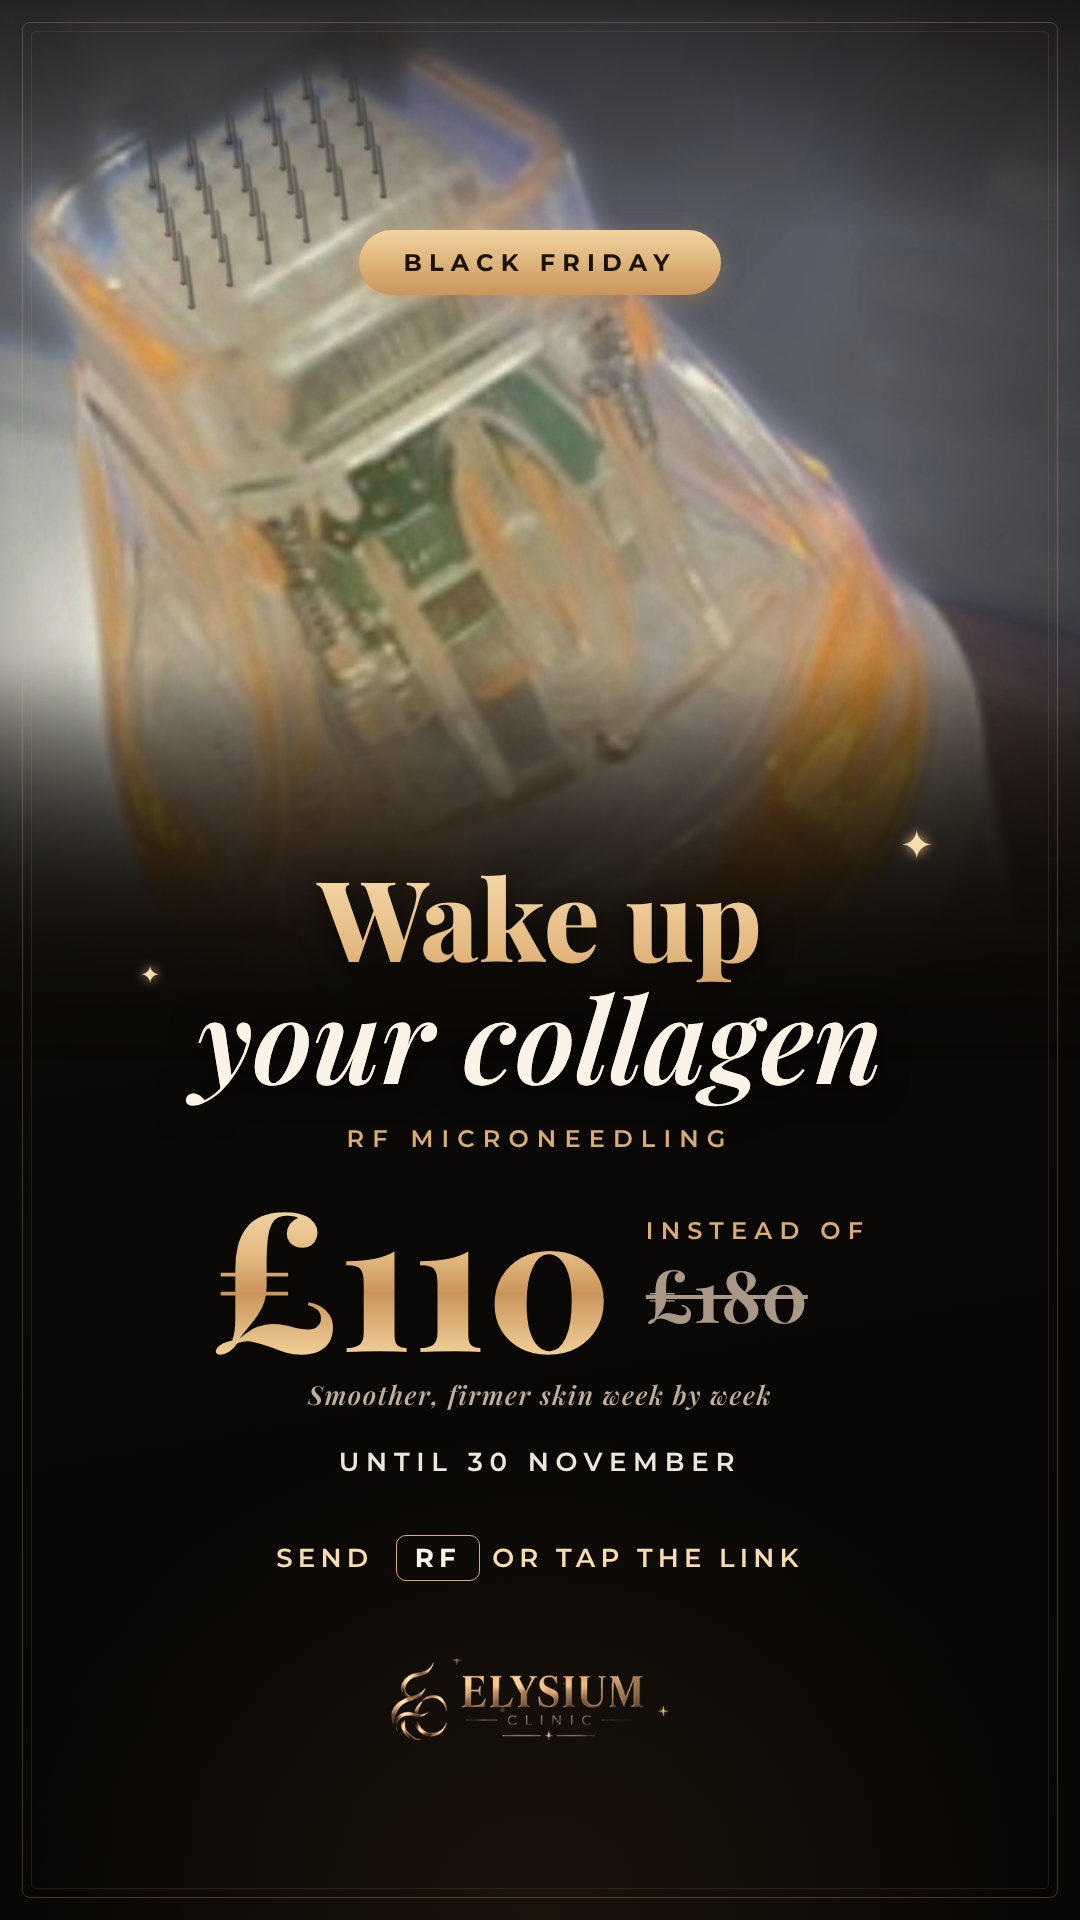 BLACK FRIDAY
Wake up
your collagen
RF MICRONEEDLING
£110
INSTEAD OF
£180
Smoother, firmer skin week by week
UNTIL 30 NOVEMBER
SEND RF OR TAP THE LINK
ELYSIUM
CLINIC